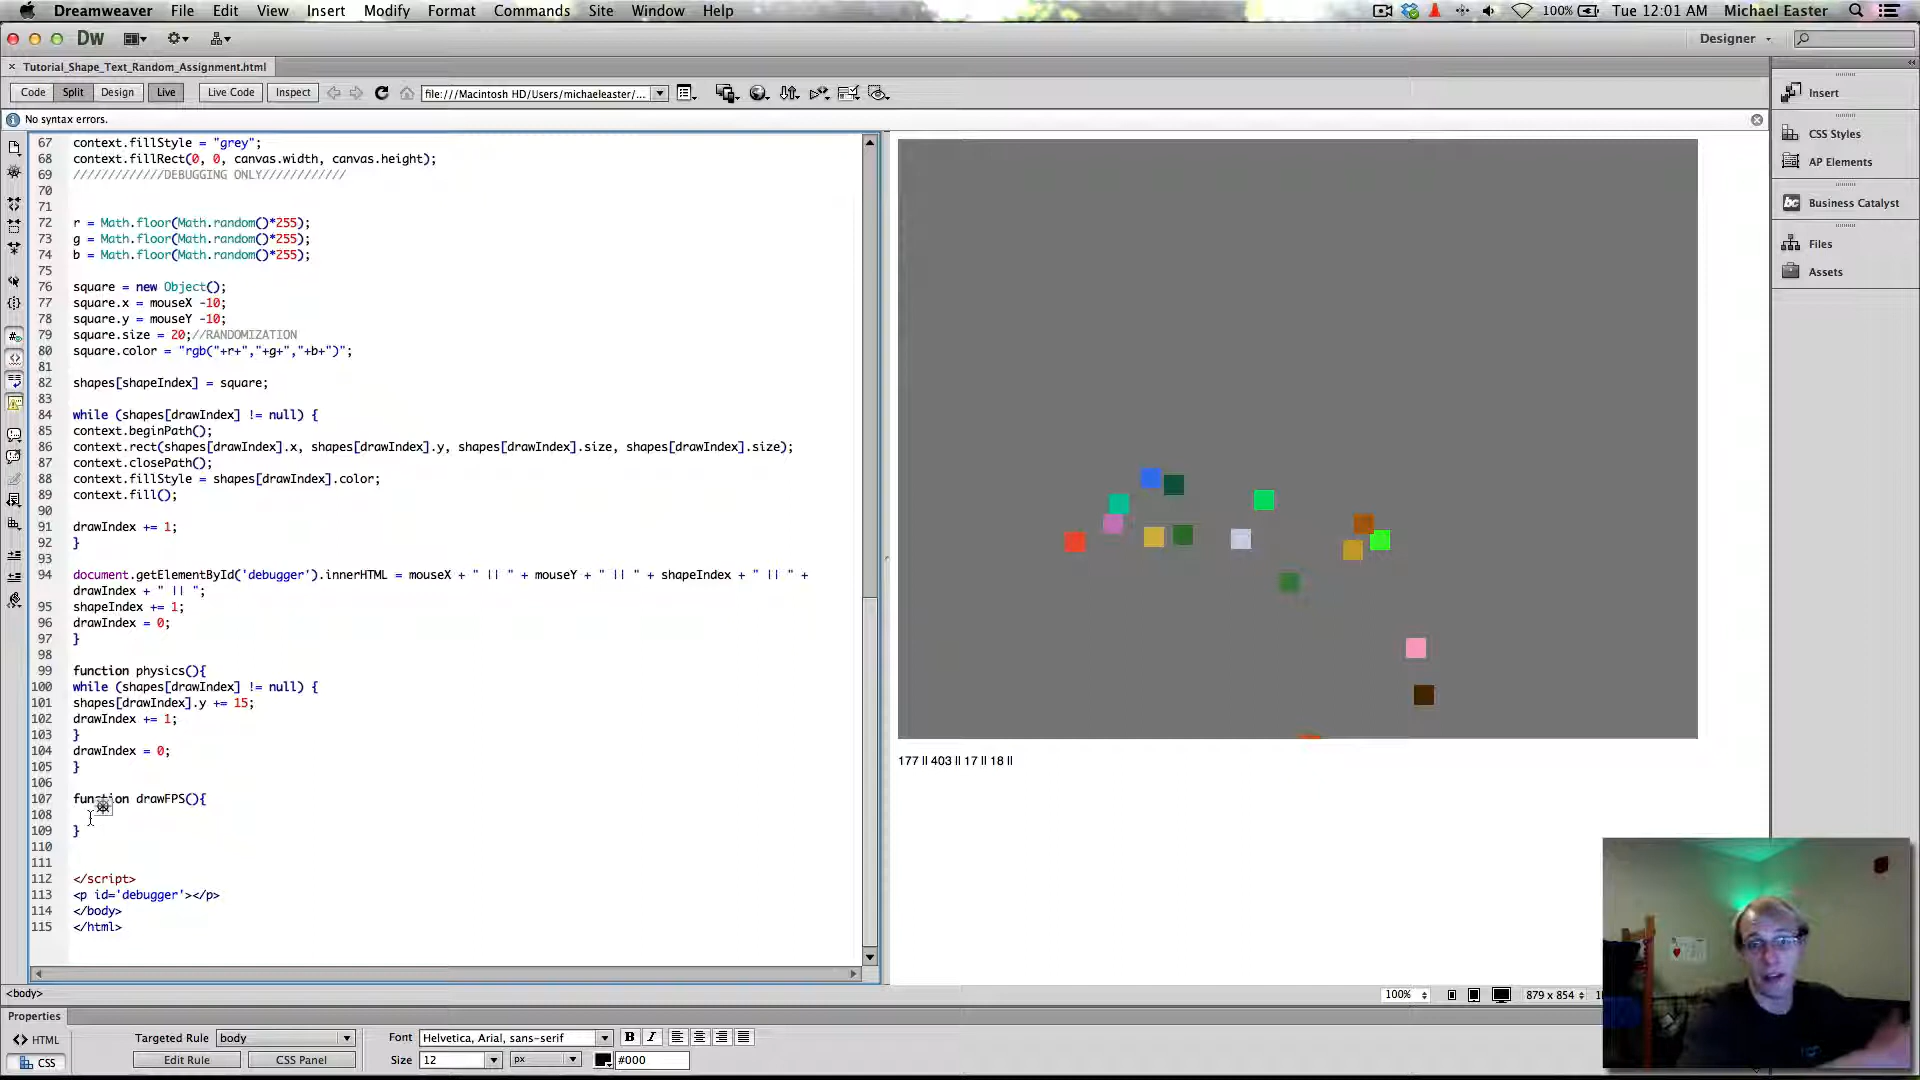 Dreamweaver File Edit View Insert Modify Format Commands Site Window Help 100% Tue 12:01 AM Michael Easter
Dw Designer
Tutorial_Shape_Text_Random_Assignment.html
Code Split Design Live Live Code Inspect file:///Macintosh HD/Users/michaeleaster/...
No syntax errors.
67 context.fillStyle = "grey";
68 context.fillRect(0, 0, canvas.width, canvas.height);
69 /////////////DEBUGGING ONLY////////////
70
71
72 r = Math.floor(Math.random()*255);
73 g = Math.floor(Math.random()*255);
74 b = Math.floor(Math.random()*255);
75
76 square = new Object();
77 square.x = mouseX -10;
78 square.y = mouseY -10;
79 square.size = 20;//RANDOMIZATION
80 square.color = "rgb("+r+","+g+","+b+")";
81
82 shapes[shapeIndex] = square;
83
84 while (shapes[drawIndex] != null) {
85 context.beginPath();
86 context.rect(shapes[drawIndex].x, shapes[drawIndex].y, shapes[drawIndex].size, shapes[drawIndex].size);
87 context.closePath();
88 context.fillStyle = shapes[drawIndex].color;
89 context.fill();
90
91 drawIndex += 1;
92 }
93
94 document.getElementById('debugger').innerHTML = mouseX + " || " + mouseY + " || " + shapeIndex + " || " +
drawIndex + " || ";
95 shapeIndex += 1;
96 drawIndex = 0;
97 }
98
99 function physics(){
100 while (shapes[drawIndex] != null) {
101 shapes[drawIndex].y += 15;
102 drawIndex += 1;
103 }
104 drawIndex = 0;
105 }
106
107 function drawFPS(){
108
109 }
110
111
112 </script>
113 <p id='debugger'></p>
114 </body>
115 </html>
177 || 403 || 17 || 18 ||
Insert
CSS Styles
AP Elements
Business Catalyst
Files
Assets
<body> 100% 879 x 854
Properties
HTML Targeted Rule body Font Helvetica, Arial, sans-serif B I
CSS Edit Rule CSS Panel Size 12 px #000